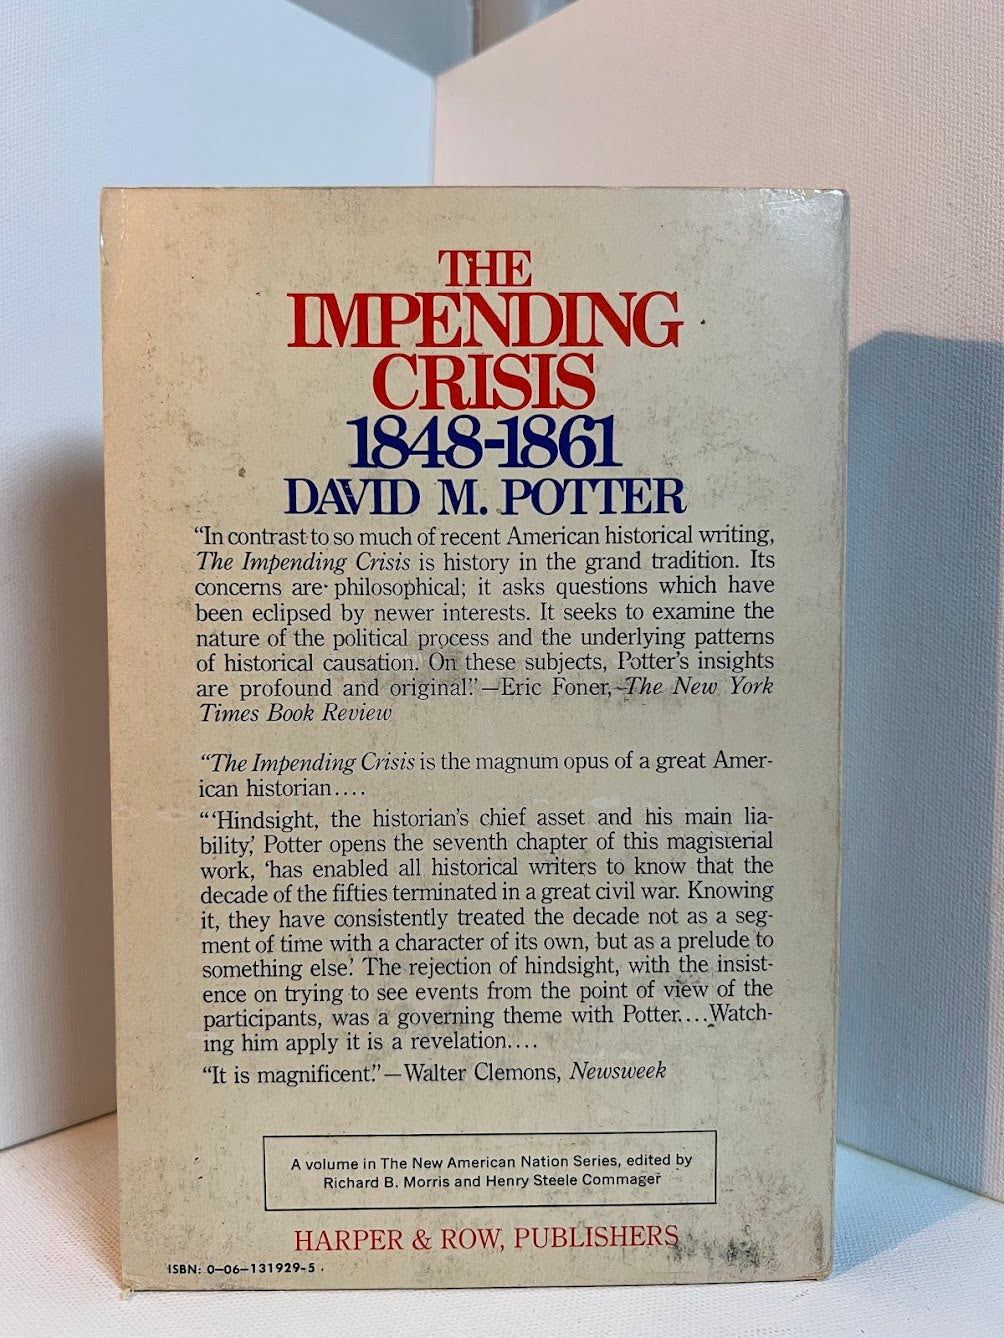 THE
IMPENDING
CRISIS
1848-1861
DAVID M. POTTER
“In contrast to so much of recent American historical writing,
The Impending Crisis is history in the grand tradition. Its
concerns are philosophical; it asks questions which have
been eclipsed by newer interests. It seeks to examine the
nature of the political process and the underlying patterns
of historical causation. On these subjects, Potter’s insights
are profound and original.”—Eric Foner, The New York
Times Book Review
“The Impending Crisis is the magnum opus of a great Amer-
ican historian....
“‘Hindsight, the historian’s chief asset and his main lia-
bility,’ Potter opens the seventh chapter of this magisterial
work, ‘has enabled all historical writers to know that the
decade of the fifties terminated in a great civil war. Knowing
it, they have consistently treated the decade not as a seg-
ment of time with a character of its own, but as a prelude to
something else.’ The rejection of hindsight, with the insist-
ence on trying to see events from the point of view of the
participants, was a governing theme with Potter....Watch-
ing him apply it is a revelation....
“It is magnificent.”—Walter Clemons, Newsweek
A volume in The New American Nation Series, edited by
Richard B. Morris and Henry Steele Commager
HARPER & ROW, PUBLISHERS
ISBN: 0-06-131929-5